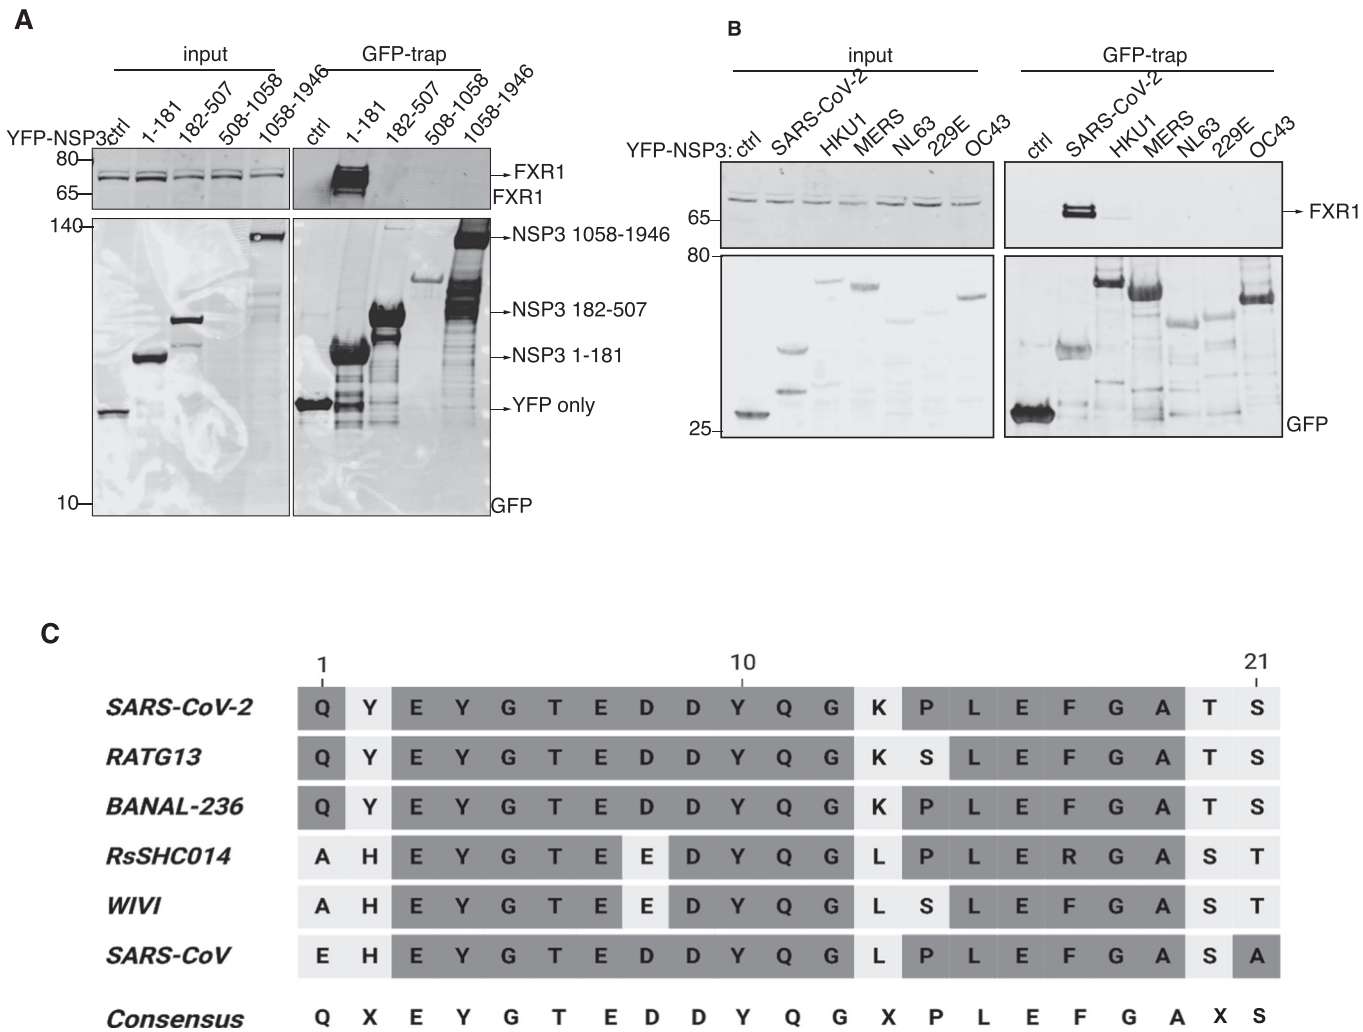 A
input GFP-trap
YFP-NSP3: ctrl 1-181 182-507 508-1058 1058-1946 ctrl 1-181 182-507 508-1058 1058-1946
80
65
FXR1
FXR1
140
NSP3 1058-1946
NSP3 182-507
NSP3 1-181
YFP only
10
GFP
B
input GFP-trap
YFP-NSP3: ctrl SARS-CoV-2 HKU1 MERS NL63 229E OC43 ctrl SARS-CoV-2 HKU1 MERS NL63 229E OC43
65
FXR1
80
25
GFP
C
1 10 21
SARS-CoV-2 Q Y E Y G T E D D Y Q G K P L E F G A T S
RATG13 Q Y E Y G T E D D Y Q G K S L E F G A T S
BANAL-236 Q Y E Y G T E D D Y Q G K P L E F G A T S
RsSHC014 A H E Y G T E E D Y Q G L P L E R G A S T
WIVI A H E Y G T E E D Y Q G L S L E F G A S T
SARS-CoV E H E Y G T E D D Y Q G L P L E F G A S A
Consensus Q X E Y G T E D D Y Q G X P L E F G A X S